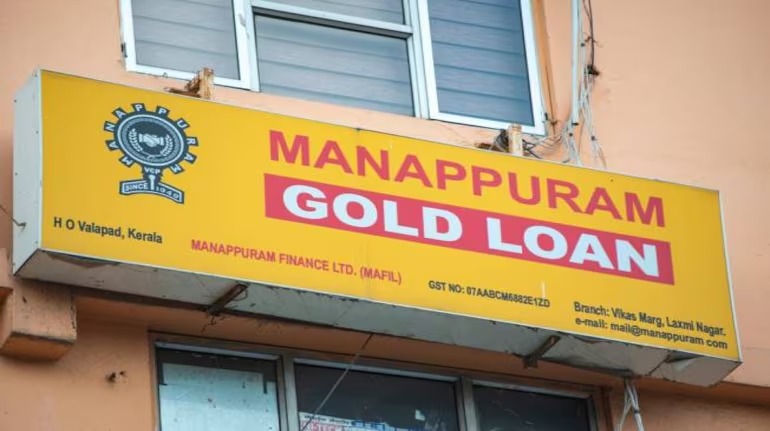 MANAPPURAM
VCP
SINCE 1949
H O Valapad, Kerala
MANAPPURAM
GOLD LOAN
MANAPPURAM FINANCE LTD. (MAFIL)
GST NO: 07AABCM6882E1ZD
Branch: Vikas Marg, Laxmi Nagar.
e-mail: mail@manappuram.com